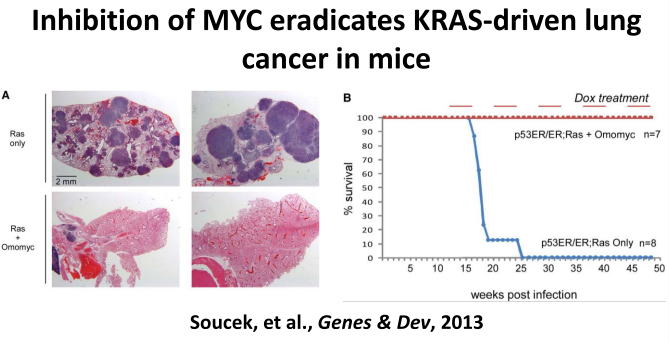 Inhibition of MYC eradicates KRAS-driven lung
cancer in mice
A
Ras
only
2 mm
Ras
+
Omomyc
B
Dox treatment
100
90
80
70
60
50
40
30
20
10
0
% survival
p53ER/ER;Ras + Omomyc n=7
p53ER/ER;Ras Only n=8
5 10 15 20 25 30 35 40 45 50
weeks post infection
Soucek, et al., Genes & Dev, 2013